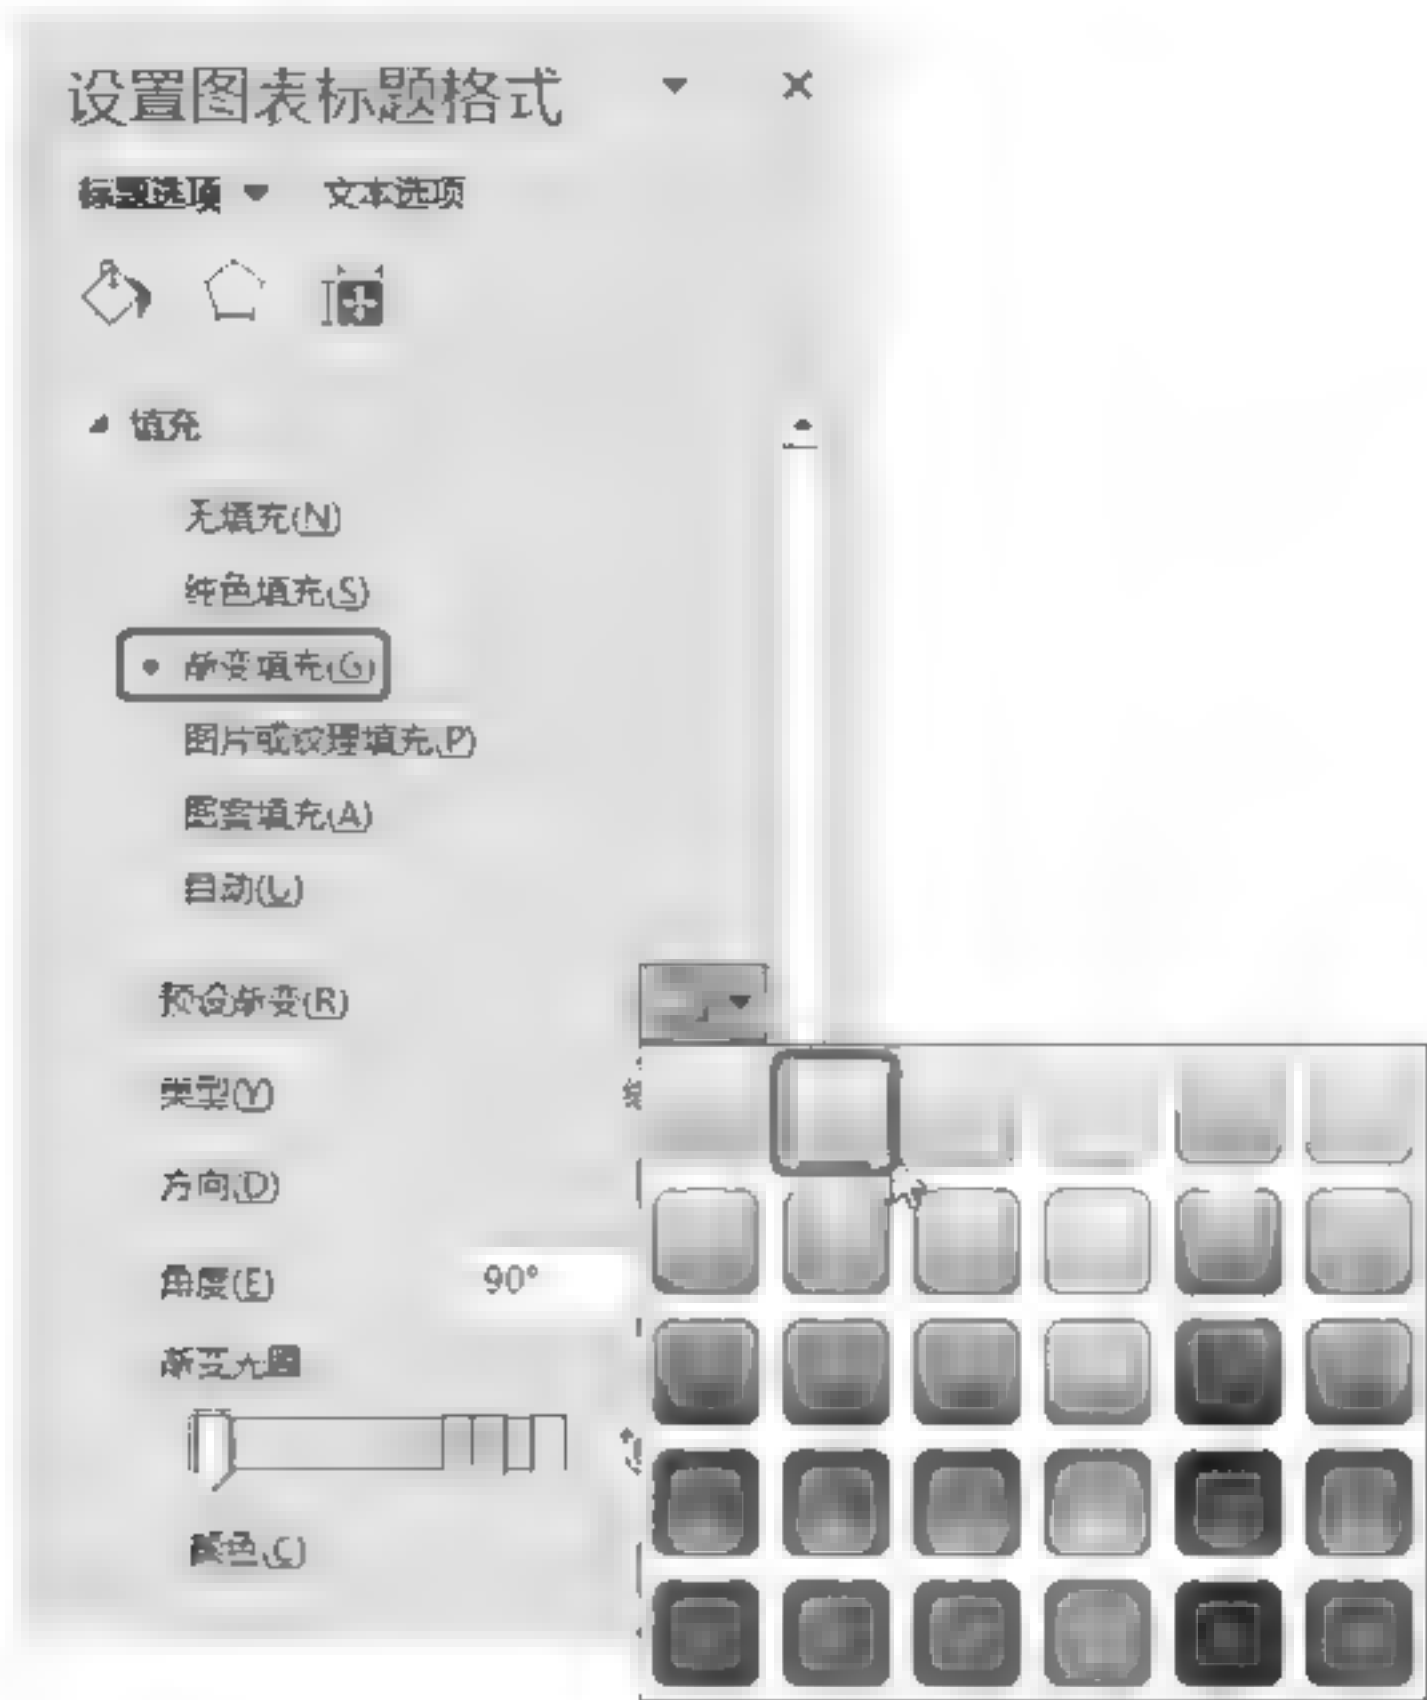 设置图表标题格式
标题选项 文本选项
填充
无填充(N)
纯色填充(S)
渐变填充(G)
图片或纹理填充(P)
图案填充(A)
自动(U)
预设渐变(R)
类型(Y)
方向(D)
角度(E) 90°
渐变光圈
颜色(C)